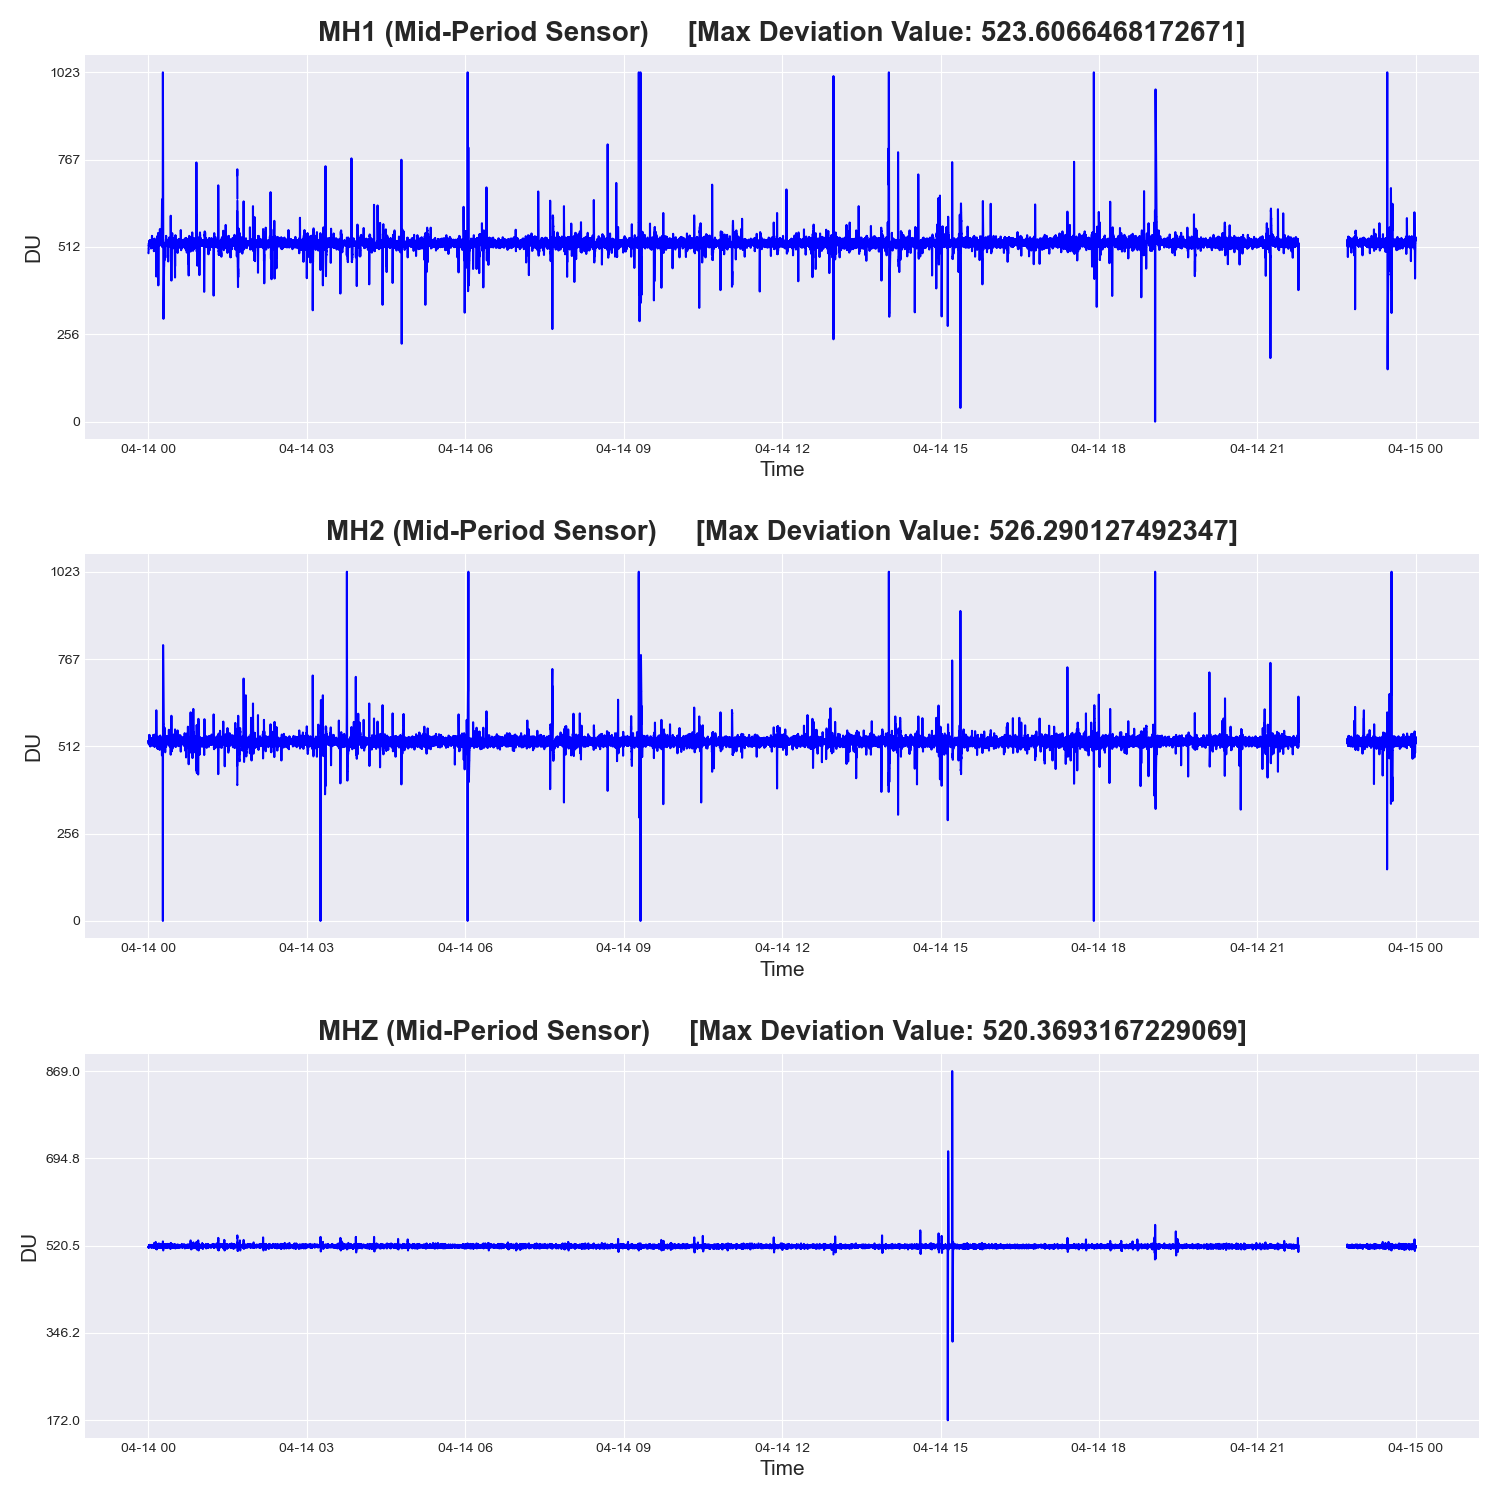 MH1 (Mid-Period Sensor) [Max Deviation Value: 523.6066468172671]
1023
767
512
256
0
DU
04-14 00 04-14 03 04-14 06 04-14 09 04-14 12 04-14 15 04-14 18 04-14 21 04-15 00
Time
MH2 (Mid-Period Sensor) [Max Deviation Value: 526.290127492347]
1023
767
512
256
0
DU
04-14 00 04-14 03 04-14 06 04-14 09 04-14 12 04-14 15 04-14 18 04-14 21 04-15 00
Time
MHZ (Mid-Period Sensor) [Max Deviation Value: 520.3693167229069]
869.0
694.8
520.5
346.2
172.0
DU
04-14 00 04-14 03 04-14 06 04-14 09 04-14 12 04-14 15 04-14 18 04-14 21 04-15 00
Time